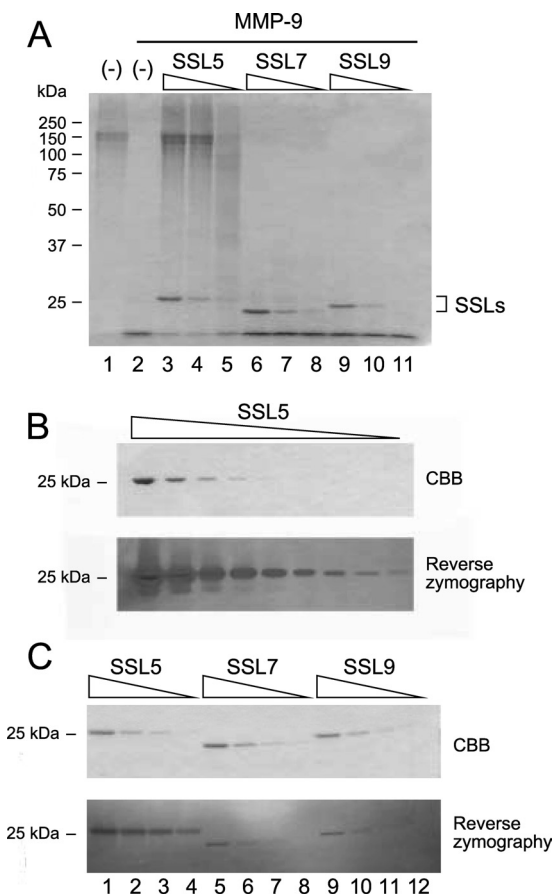 A
MMP-9
(-) (-) SSL5 SSL7 SSL9
kDa
250
150
100
75
50
37
25
SSLs
1 2 3 4 5 6 7 8 9 10 11
B
SSL5
25 kDa
CBB
25 kDa
Reverse
zymography
C
SSL5 SSL7 SSL9
25 kDa
CBB
25 kDa
Reverse
zymography
1 2 3 4 5 6 7 8 9 10 11 12